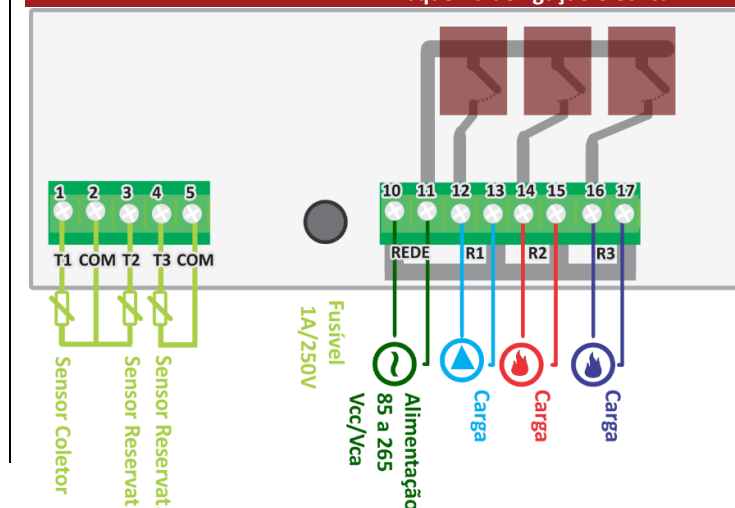 1 2 3 4 5
T1 COM T2 T3 COM
10 11 12 13 14 15 16 17
REDE R1 R2 R3
Sensor Coletor
Sensor Reservat
Sensor Reservat
Fusível
1A/250V
Alimentação
85 a 265
Vcc/Vca
Carga
Carga
Carga